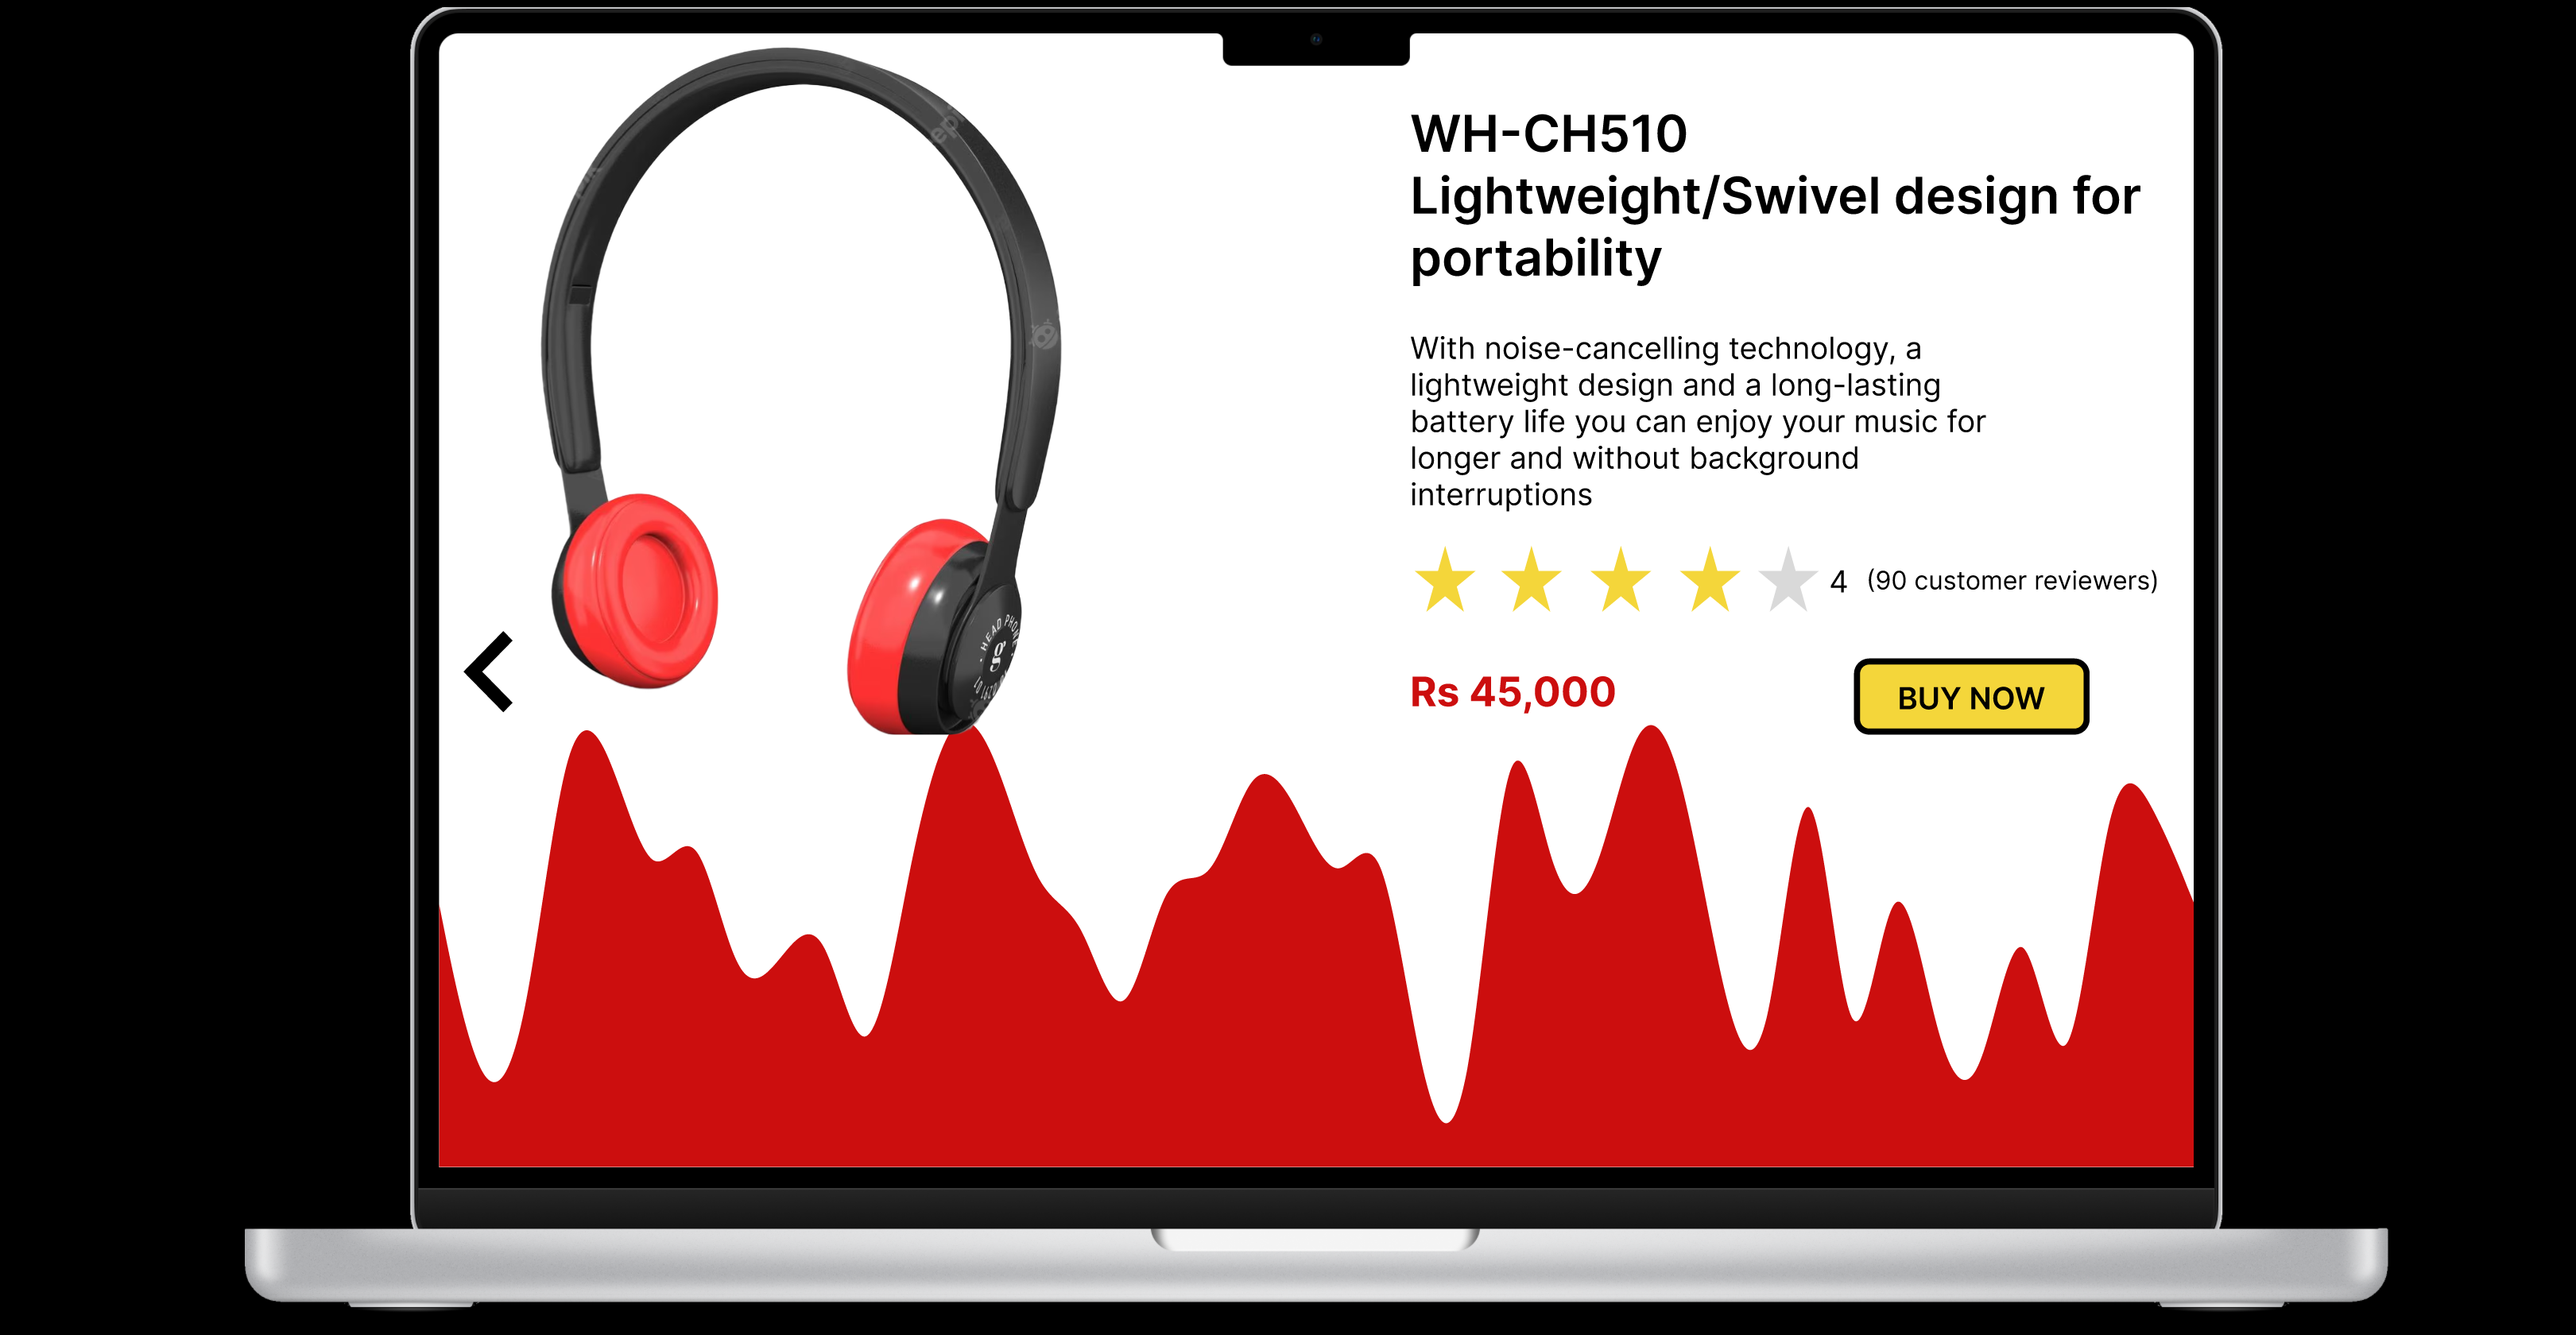 WH-CH510
Lightweight/Swivel design for
portability
With noise-cancelling technology, a
lightweight design and a long-lasting
battery life you can enjoy your music for
longer and without background
interruptions
4 (90 customer reviewers)
Rs 45,000
BUY NOW
HEAD PHONE
g